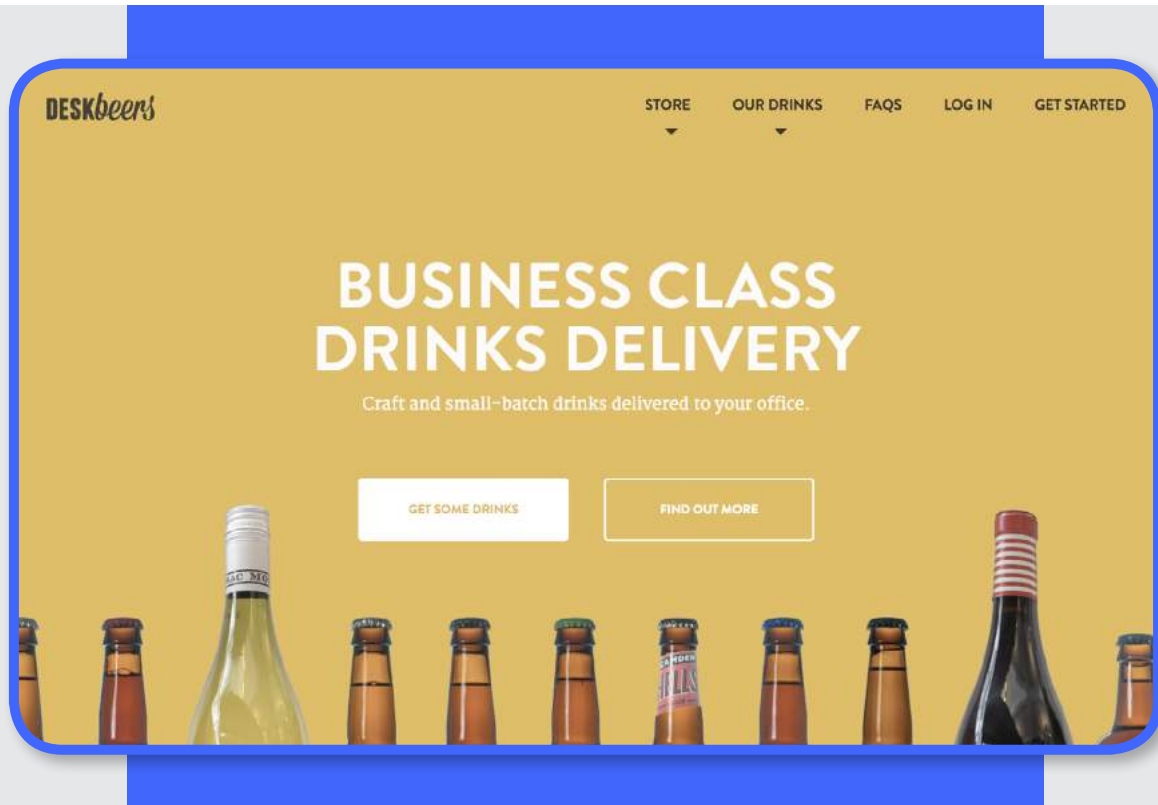 DESKbeers
STORE OUR DRINKS FAQS LOG IN GET STARTED
BUSINESS CLASS
DRINKS DELIVERY
Craft and small-batch drinks delivered to your office.
GET SOME DRINKS FIND OUT MORE
HELLS